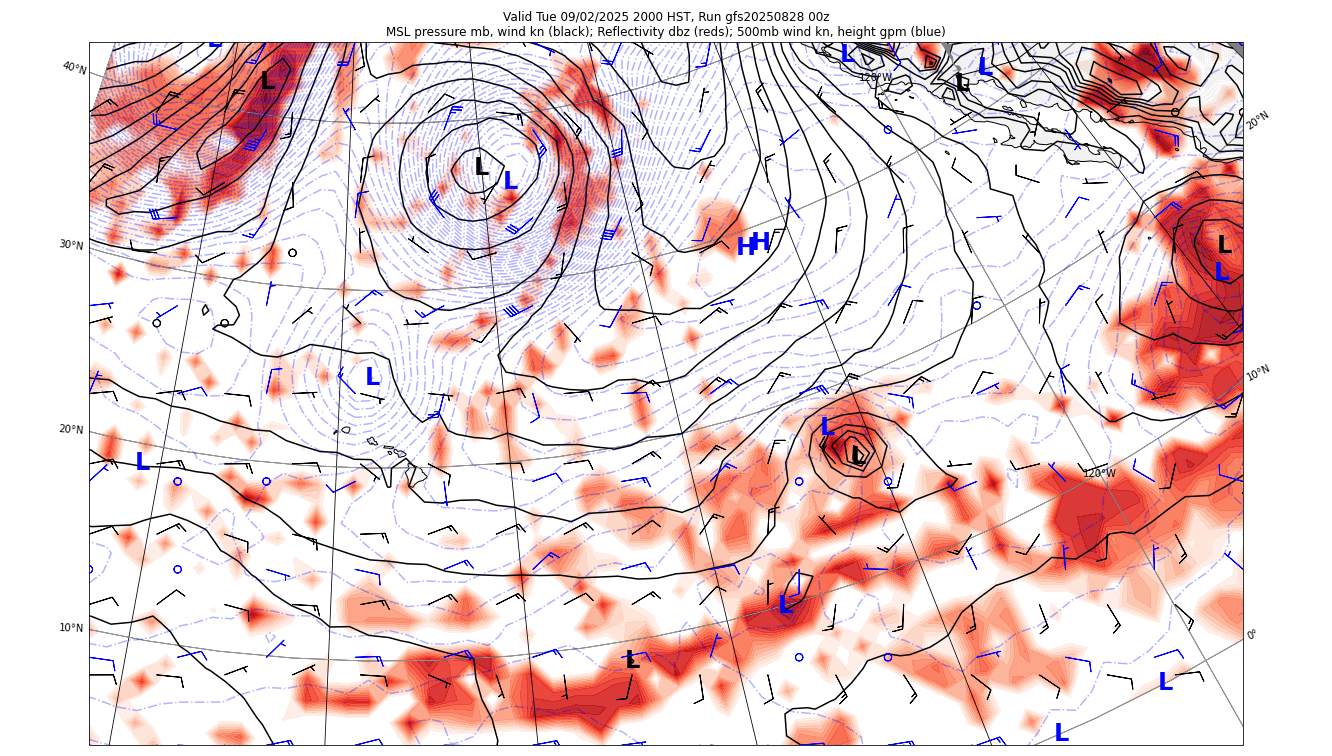 Valid Tue 09/02/2025 2000 HST, Run gfs20250828 00z
MSL pressure mb, wind kn (black); Reflectivity dbz (reds); 500mb wind kn, height gpm (blue)
L L L
40°N L 120°W L
20°N
L
L
30°N H H L
L
10°N
L
20°N L
L L
120°W
L
10°N 0°
L
L
L